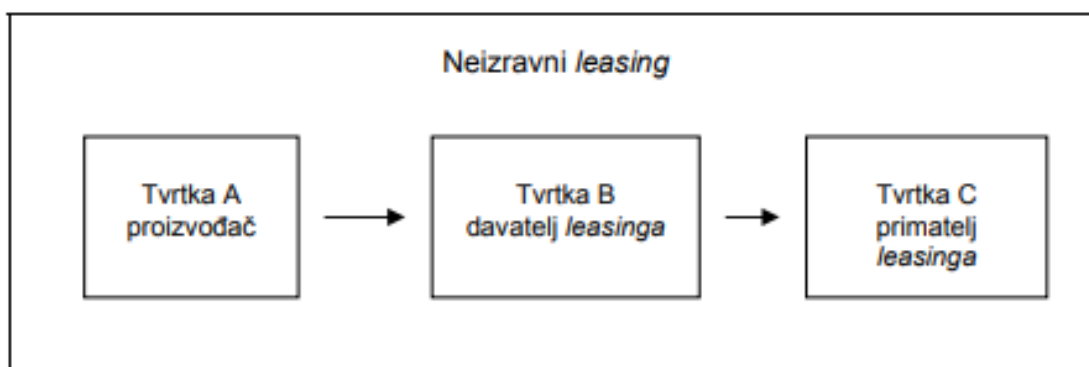 Neizravni leasing
Tvrtka A
proizvođač
Tvrtka B
davatelj leasinga
Tvrtka C
primatelj
leasinga